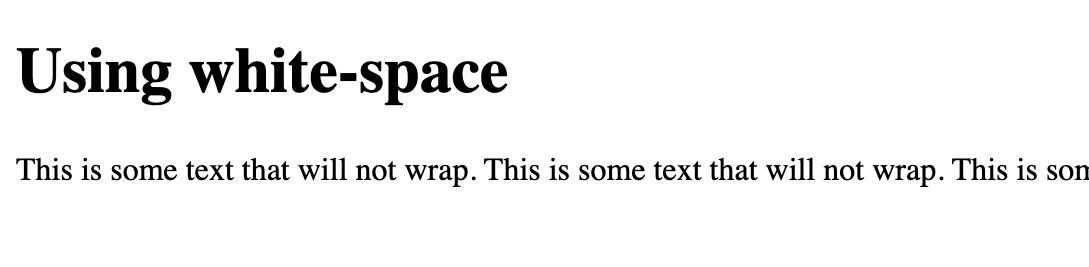 Using white-space
This is some text that will not wrap. This is some text that will not wrap. This is